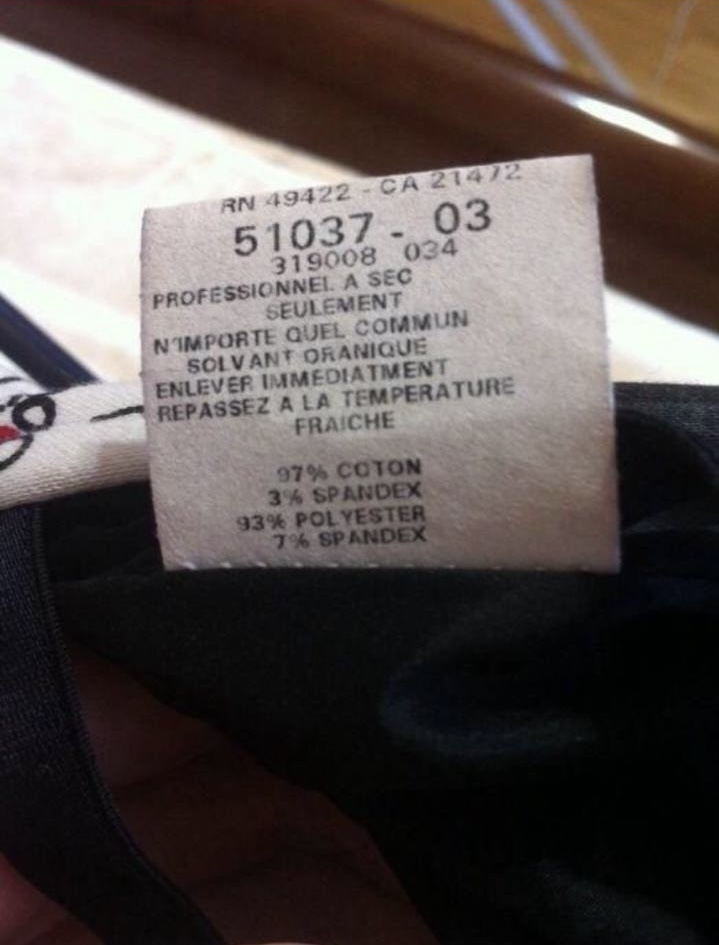 RN 49422 - CA 21472
51037 - 03
319008 034
PROFESSIONNEL A SEC
SEULEMENT
N'IMPORTE QUEL COMMUN
SOLVANT ORANIQUE
ENLEVER IMMEDIATMENT
REPASSEZ A LA TEMPERATURE
FRAICHE
97% COTON
3% SPANDEX
93% POLYESTER
7% SPANDEX